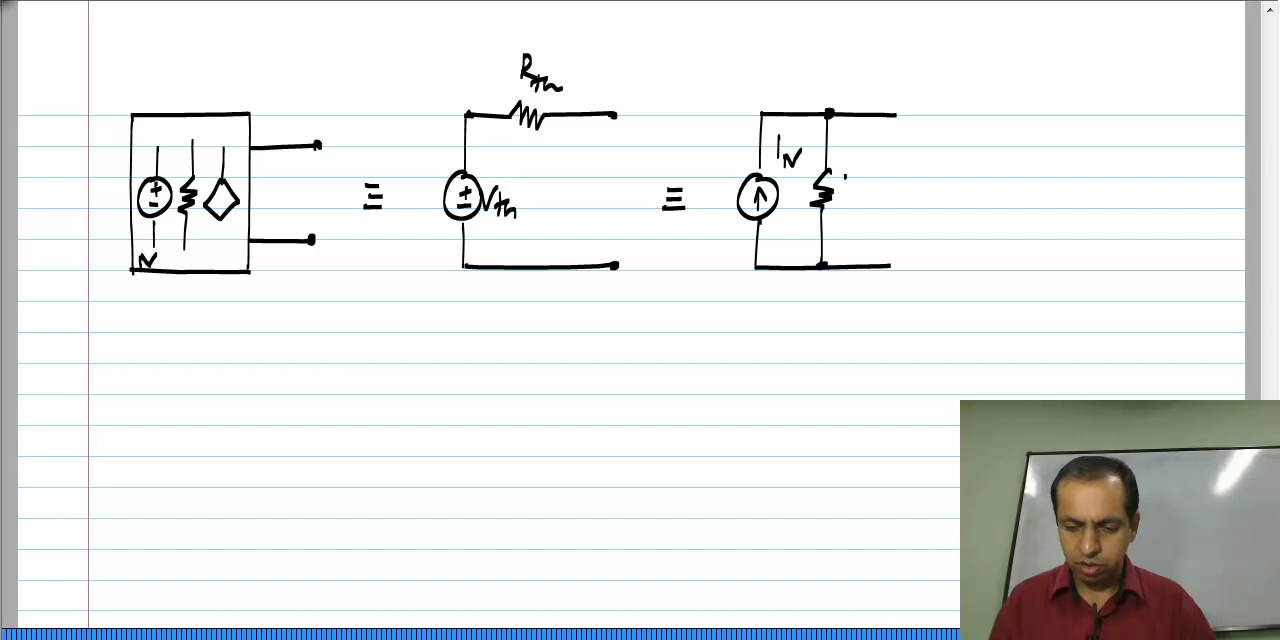 Rth
IN
+
-
+
-
Vth
≡
≡
N